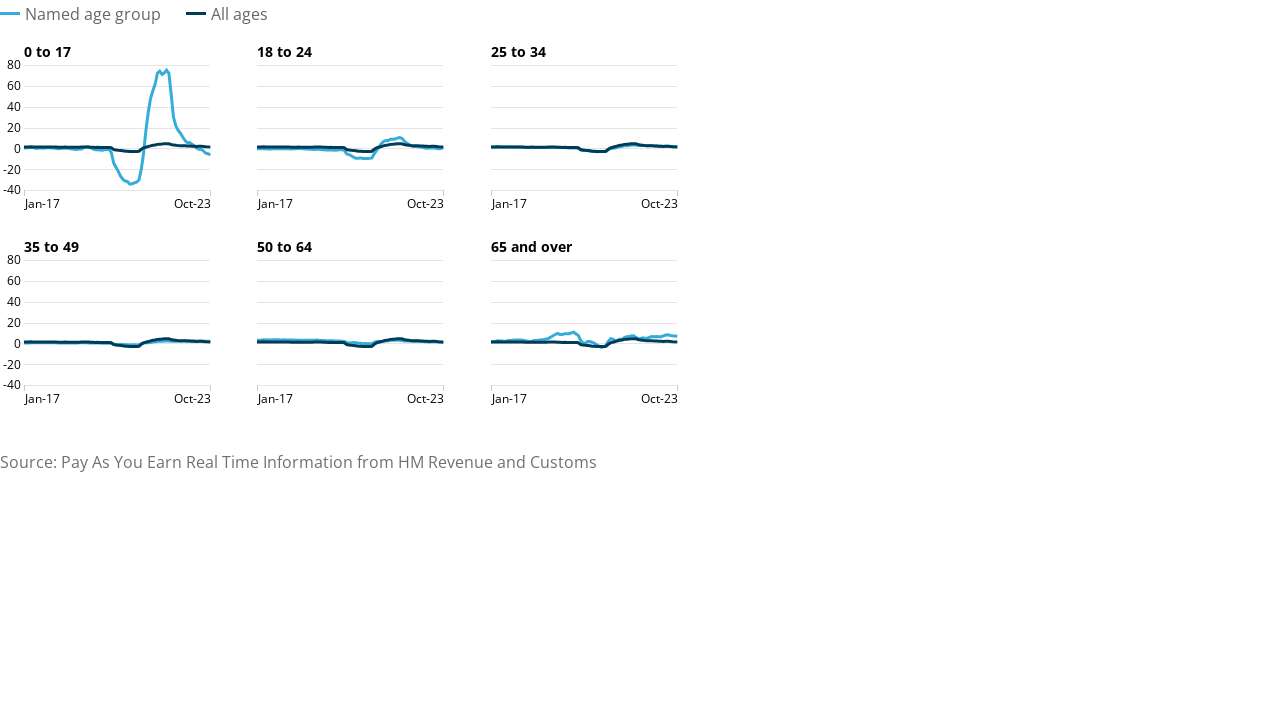 Named age group All ages
0 to 17 18 to 24 25 to 34
80
60
40
20
0
-20
-40
Jan-17 Oct-23 Jan-17 Oct-23 Jan-17 Oct-23
35 to 49 50 to 64 65 and over
80
60
40
20
0
-20
-40
Jan-17 Oct-23 Jan-17 Oct-23 Jan-17 Oct-23
Source: Pay As You Earn Real Time Information from HM Revenue and Customs